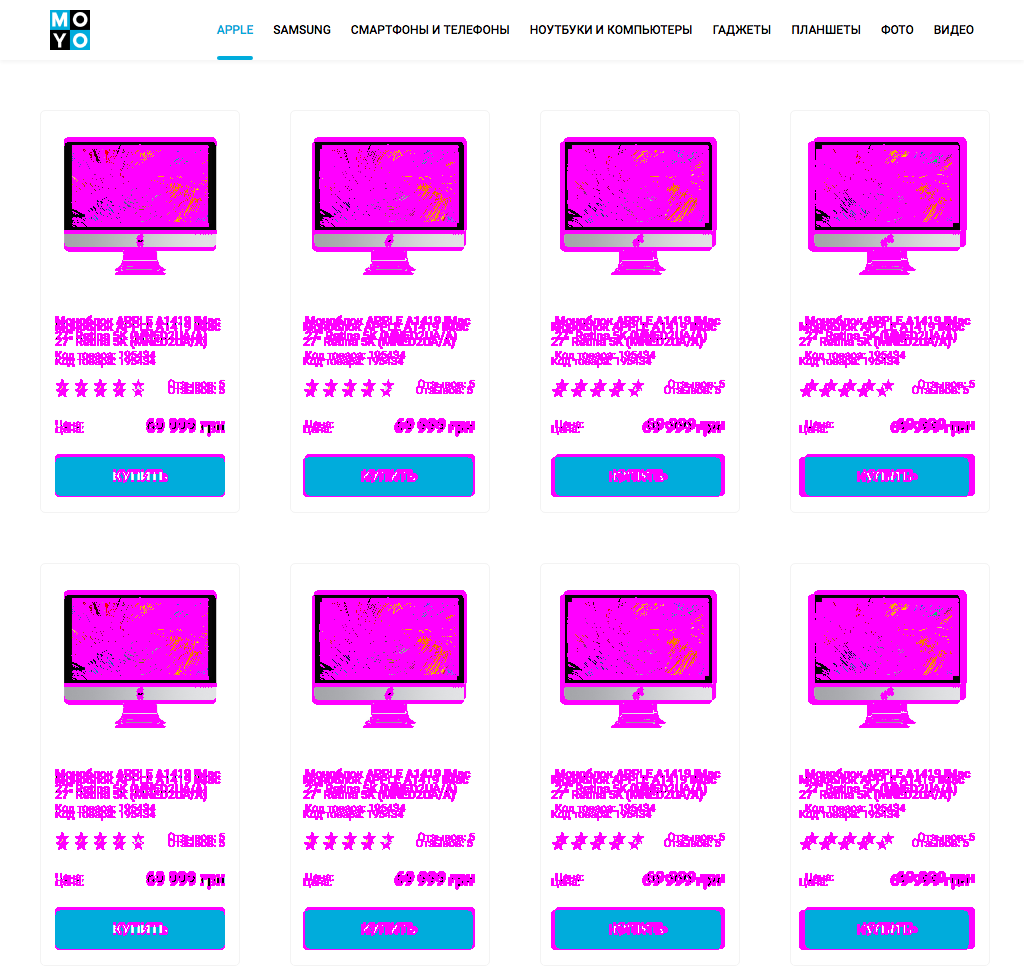 MOYO
APPLE SAMSUNG СМАРТФОНЫ И ТЕЛЕФОНЫ НОУТБУКИ И КОМПЬЮТЕРЫ ГАДЖЕТЫ ПЛАНШЕТЫ ФОТО ВИДЕО
Моноблок APPLE A1419 iMac
27" Retina 5K (MNED2UA/A)
Код товара: 195434
Отзывов: 5
Цена: 69 999 грн
КУПИТЬ
Моноблок APPLE A1419 iMac
27" Retina 5K (MNED2UA/A)
Код товара: 195434
Отзывов: 5
Цена: 69 999 грн
КУПИТЬ
Моноблок APPLE A1419 iMac
27" Retina 5K (MNED2UA/A)
Код товара: 195434
Отзывов: 5
Цена: 69 999 грн
КУПИТЬ
Моноблок APPLE A1419 iMac
27" Retina 5K (MNED2UA/A)
Код товара: 195434
Отзывов: 5
Цена: 69 999 грн
КУПИТЬ
Моноблок APPLE A1419 iMac
27" Retina 5K (MNED2UA/A)
Код товара: 195434
Отзывов: 5
Цена: 69 999 грн
КУПИТЬ
Моноблок APPLE A1419 iMac
27" Retina 5K (MNED2UA/A)
Код товара: 195434
Отзывов: 5
Цена: 69 999 грн
КУПИТЬ
Моноблок APPLE A1419 iMac
27" Retina 5K (MNED2UA/A)
Код товара: 195434
Отзывов: 5
Цена: 69 999 грн
КУПИТЬ
Моноблок APPLE A1419 iMac
27" Retina 5K (MNED2UA/A)
Код товара: 195434
Отзывов: 5
Цена: 69 999 грн
КУПИТЬ